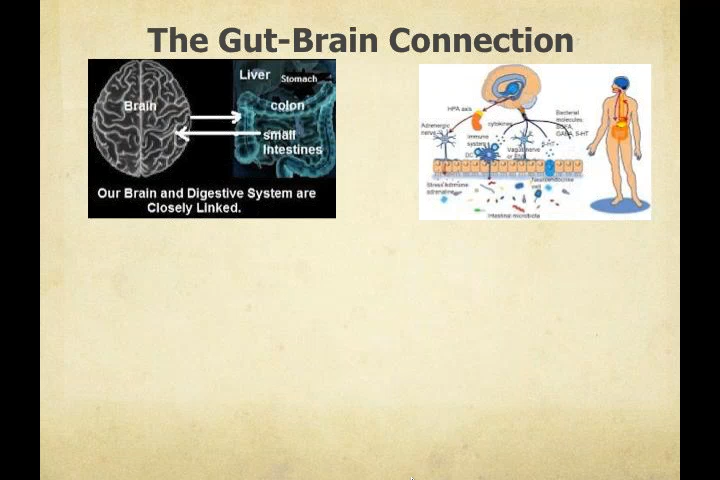 The Gut-Brain Connection
Liver
Stomach
Brain
colon
small
Intestines
Our Brain and Digestive System are
Closely Linked.
HPA axis
Adrenergic
nerve
cytokines
Immune
system
DC
Vagus nerve
Bacterial
molecules
GABA, 5-HT
Stress hormone
adrenaline
Neuroendocrine
cell
Intestinal microbiota